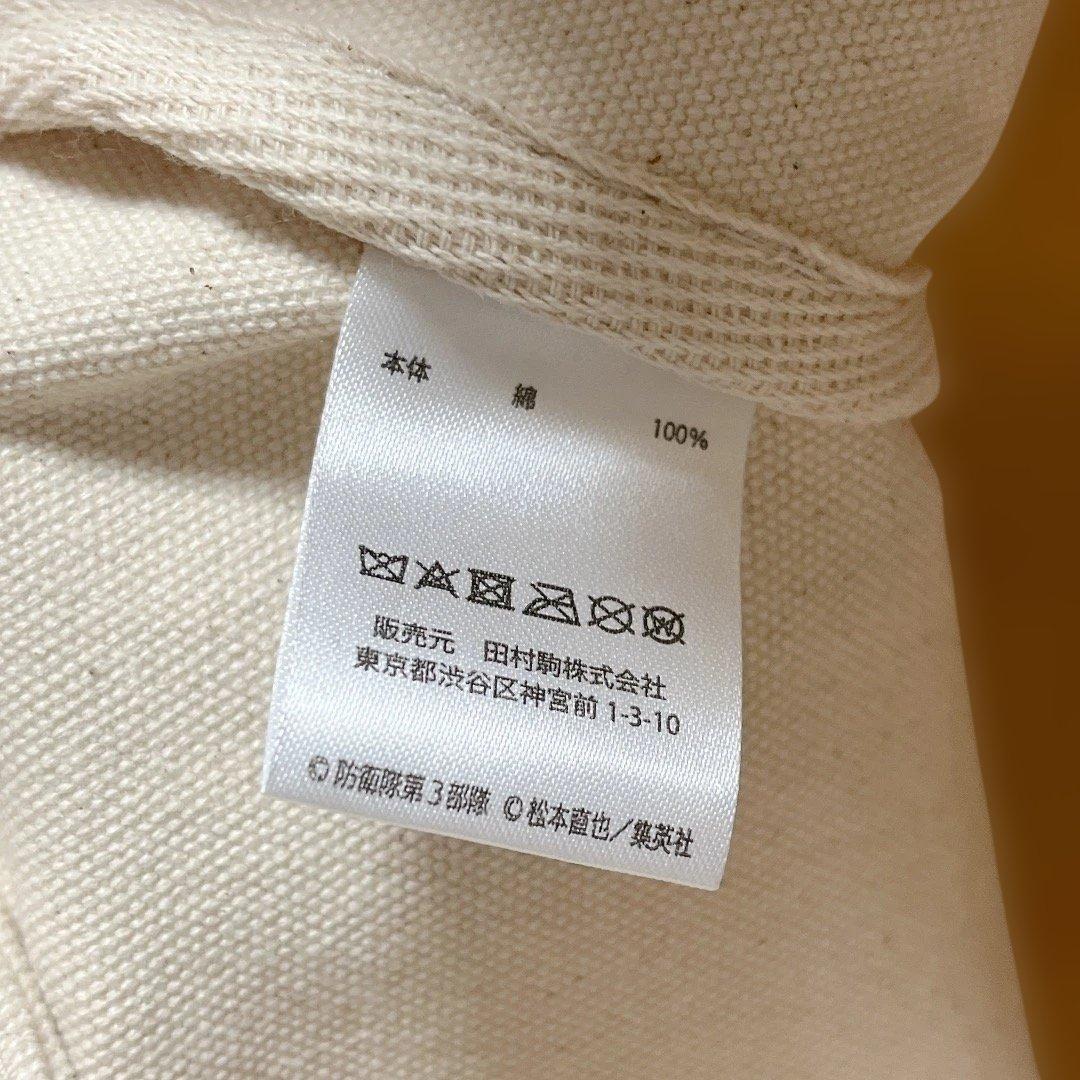 本体 綿 100%
W
販売元 田村駒株式会社
東京都渋谷区神宮前 1-3-10
©防衛隊第3部隊 ©松本直也/集英社